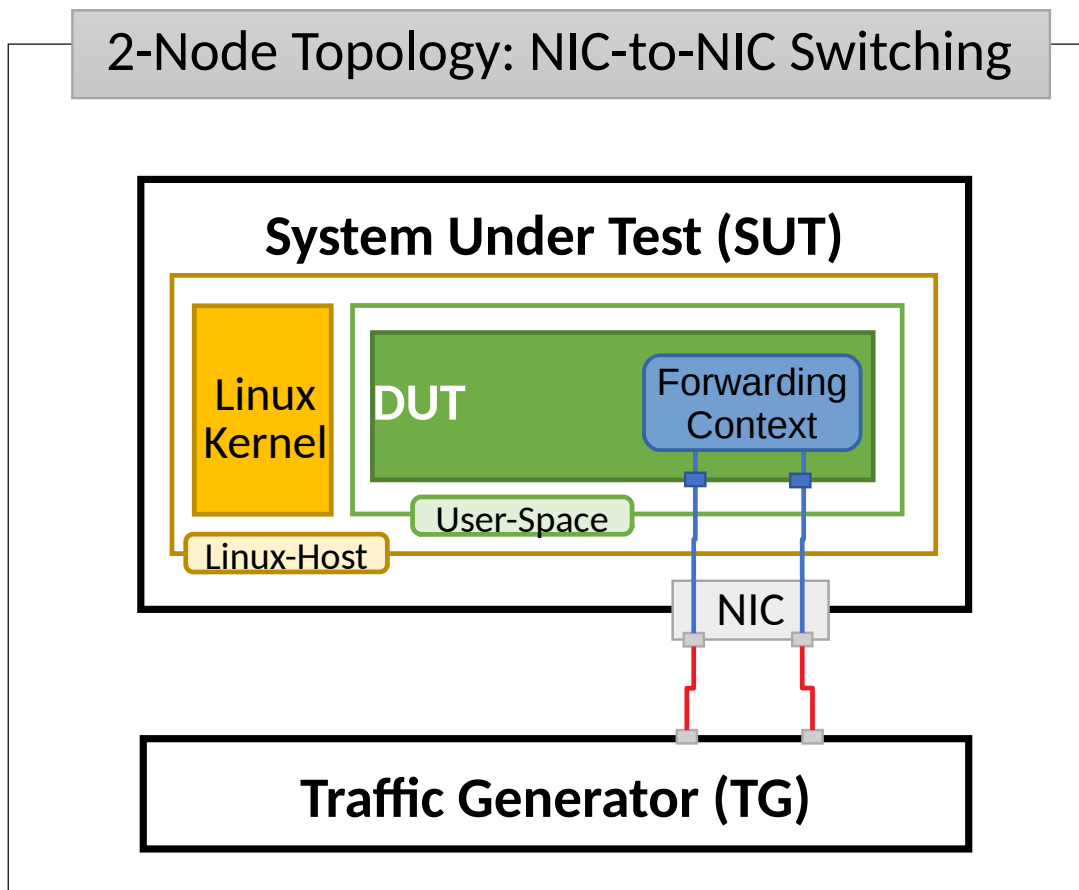 2-Node Topology: NIC-to-NIC Switching
System Under Test (SUT)
Linux
Kernel
DUT
Forwarding
Context
User-Space
Linux-Host
NIC
Traffic Generator (TG)